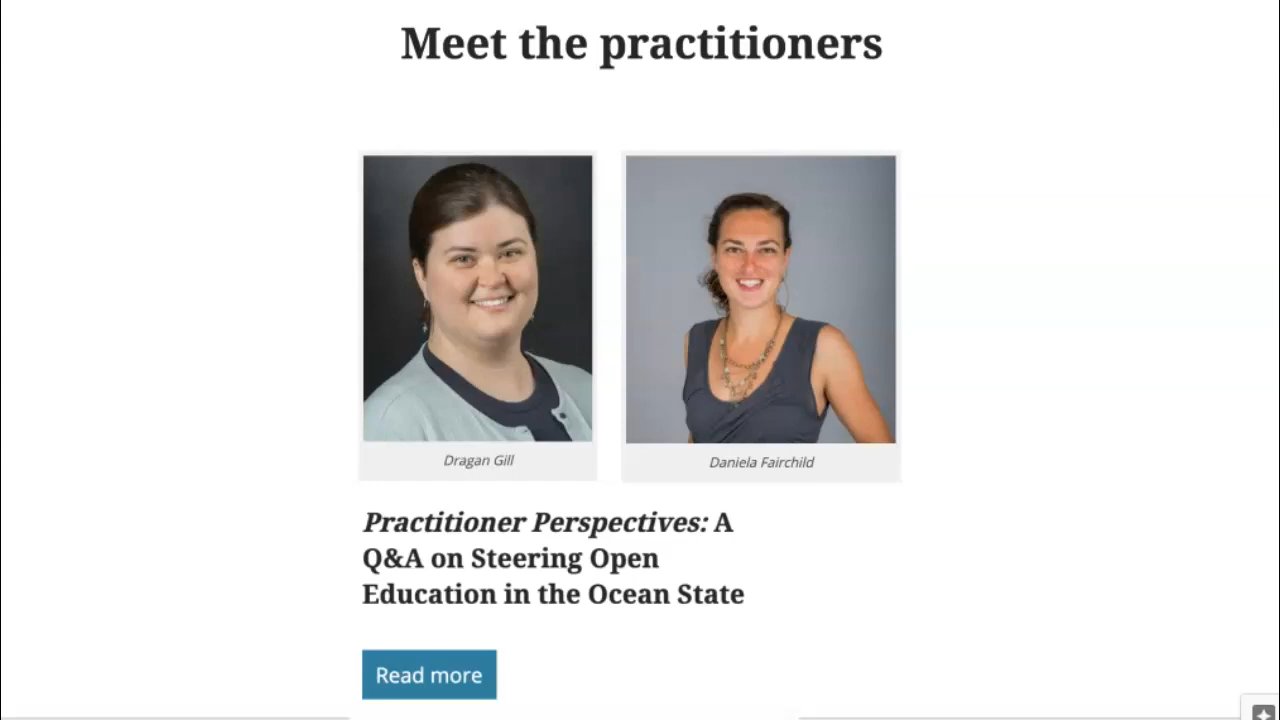 Meet the practitioners
Dragan Gill
Daniela Fairchild
Practitioner Perspectives: A
Q&A on Steering Open
Education in the Ocean State
Read more